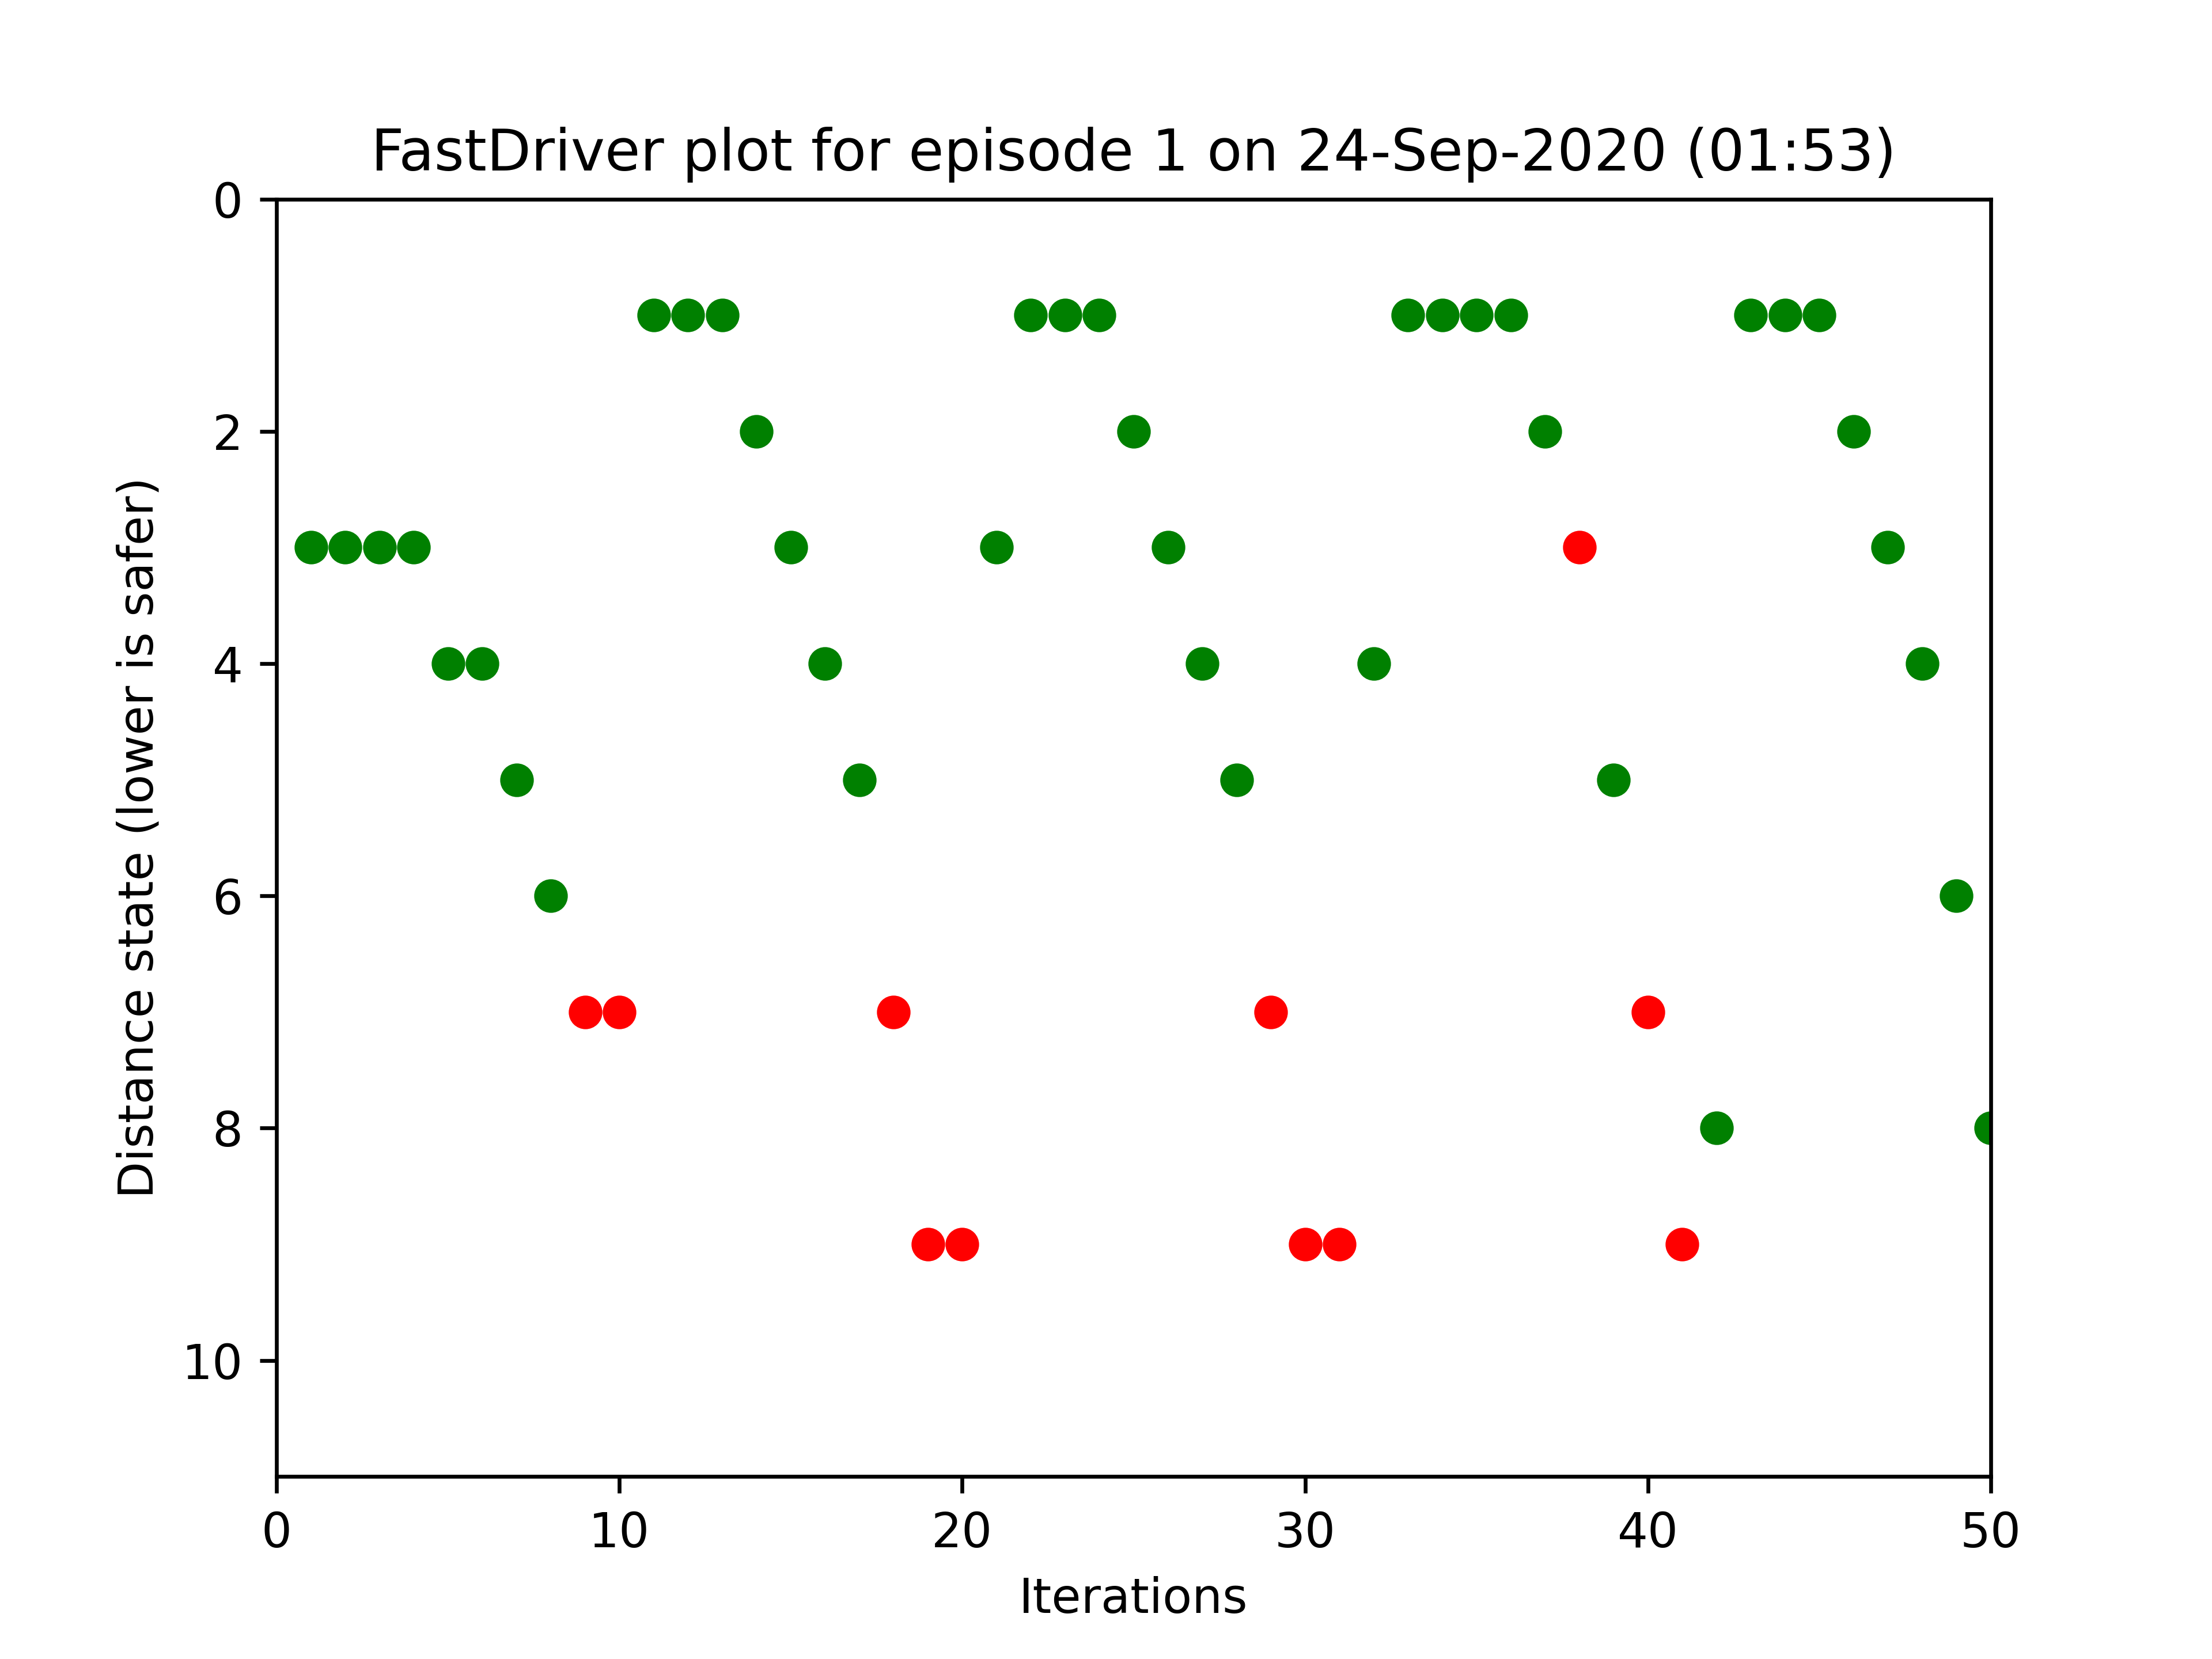 FastDriver plot for episode 1 on 24-Sep-2020 (01:53)
Distance state (lower is safer)
0
2
4
6
8
10
0 10 20 30 40 50
Iterations